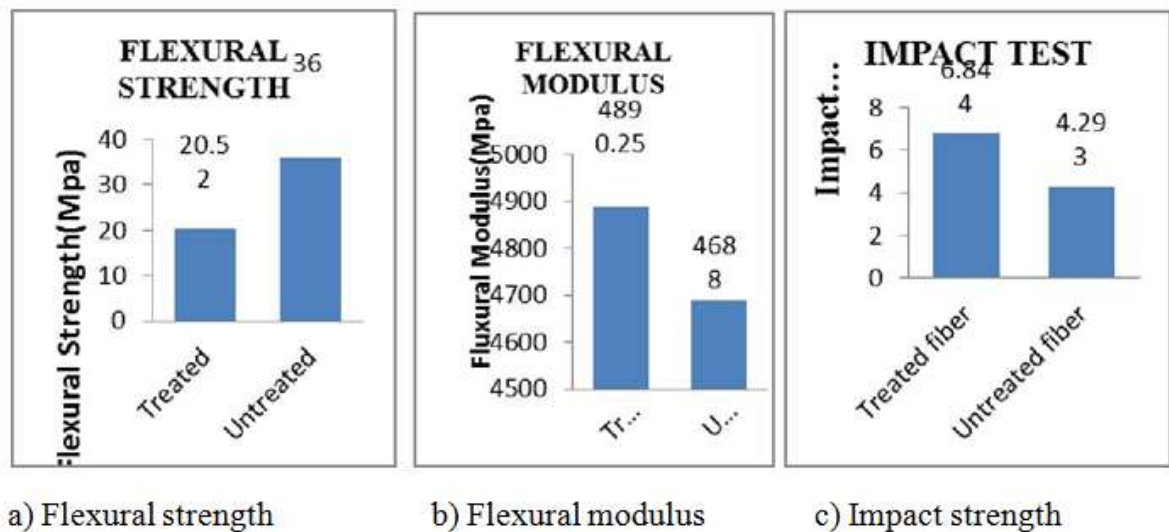 FLEXURAL
STRENGTH
36
20.5
2
Flexural Strength(Mpa)
40
30
20
10
0
Treated
Untreated
FLEXURAL
MODULUS
489
0.25
468
8
Fluxural Modulus(Mpa)
5000
4900
4800
4700
4600
4500
Tr...
U...
IMPACT TEST
6.84
4
4.29
3
Impact...
8
6
4
2
0
Treated fiber
Untreated fiber
a) Flexural strength
b) Flexural modulus
c) Impact strength